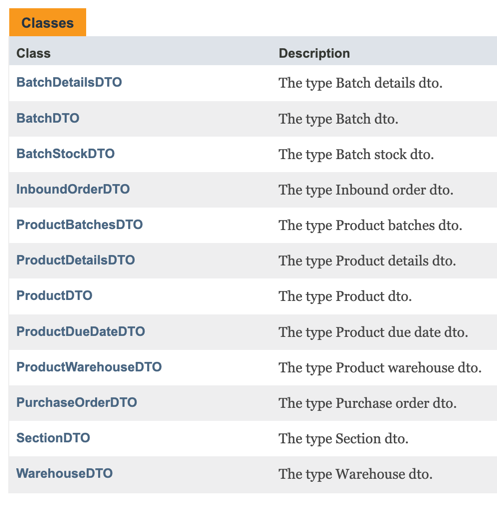 Classes
Class Description
BatchDetailsDTO The type Batch details dto.
BatchDTO The type Batch dto.
BatchStockDTO The type Batch stock dto.
InboundOrderDTO The type Inbound order dto.
ProductBatchesDTO The type Product batches dto.
ProductDetailsDTO The type Product details dto.
ProductDTO The type Product dto.
ProductDueDateDTO The type Product due date dto.
ProductWarehouseDTO The type Product warehouse dto.
PurchaseOrderDTO The type Purchase order dto.
SectionDTO The type Section dto.
WarehouseDTO The type Warehouse dto.